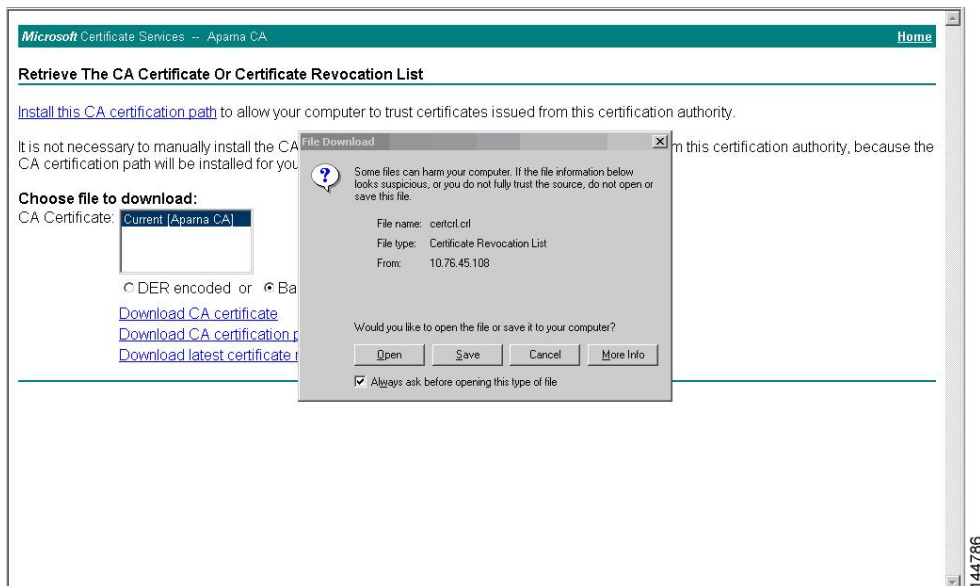 Microsoft Certificate Services -- Aparna CA Home
Retrieve The CA Certificate Or Certificate Revocation List
Install this CA certification path to allow your computer to trust certificates issued from this certification authority.
It is not necessary to manually install the CA m this certification authority, because the
CA certification path will be installed for you
Choose file to download:
CA Certificate: Current [Aparna CA]
DER encoded or Ba
Download CA certificate
Download CA certification p
Download latest certificate r
File Download
Some files can harm your computer. If the file information below
looks suspicious, or you do not fully trust the source, do not open or
save this file.
File name: certcrl.crl
File type: Certificate Revocation List
From: 10.76.45.108
Would you like to open the file or save it to your computer?
Open Save Cancel More Info
Always ask before opening this type of file
44786